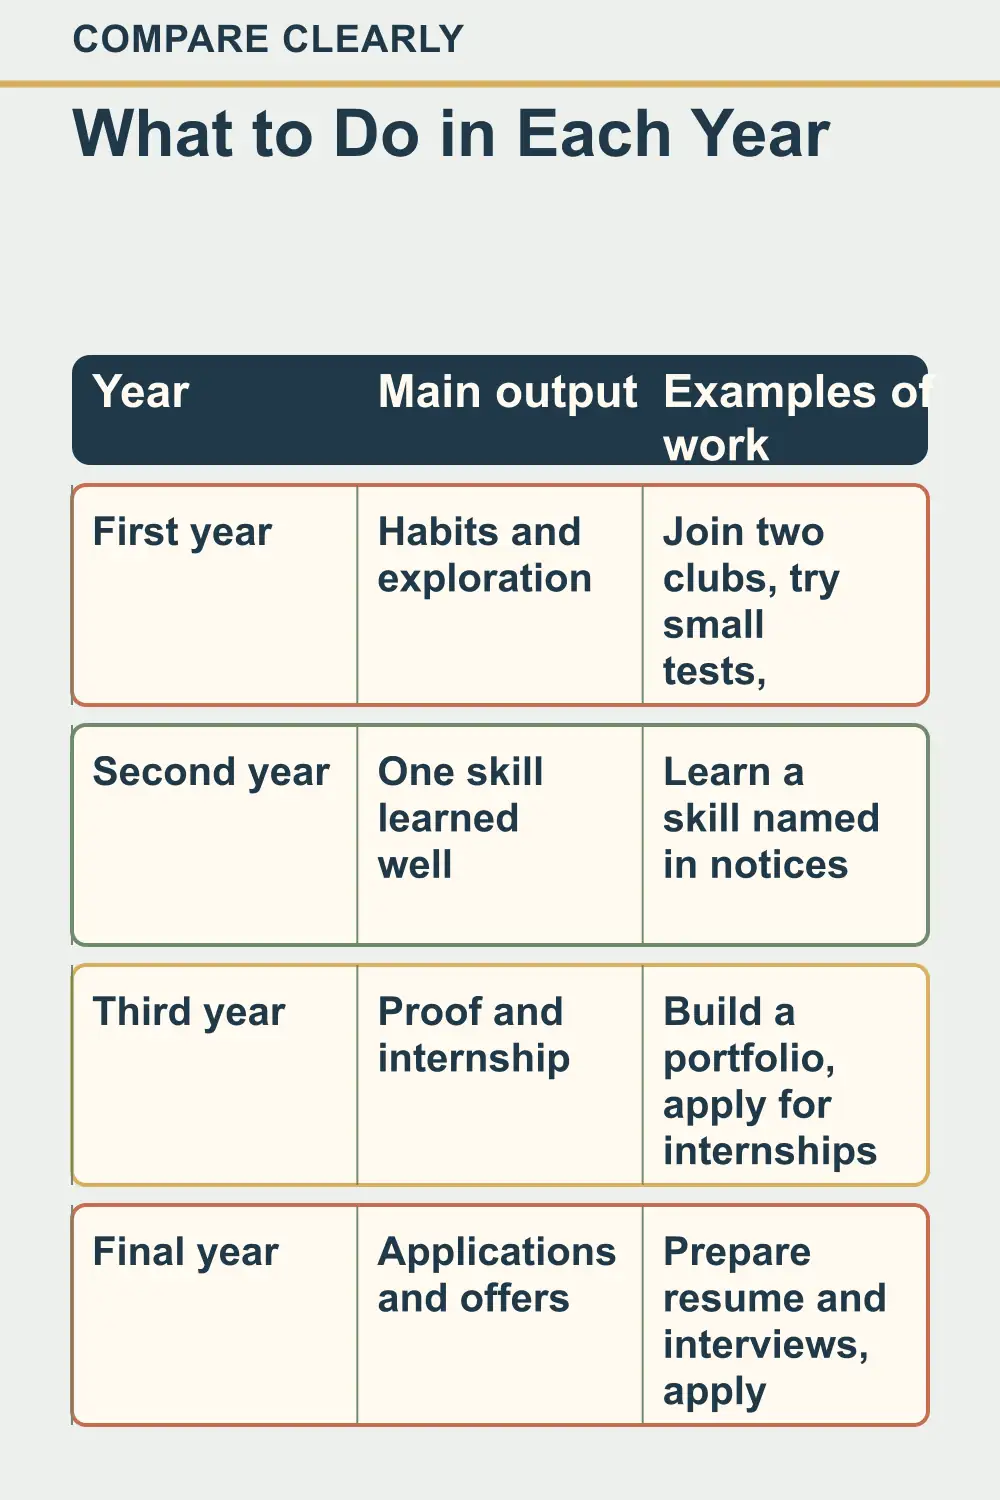 COMPARE CLEARLY
What to Do in Each Year
Year
Main output
Examples of
work
First year
Habits and
exploration
Join two
clubs, try
small
tests,
Second year
One skill
learned
well
Learn a
skill named
in notices
Third year
Proof and
internship
Build a
portfolio,
apply for
internships
Final year
Applications
and offers
Prepare
resume and
interviews,
apply